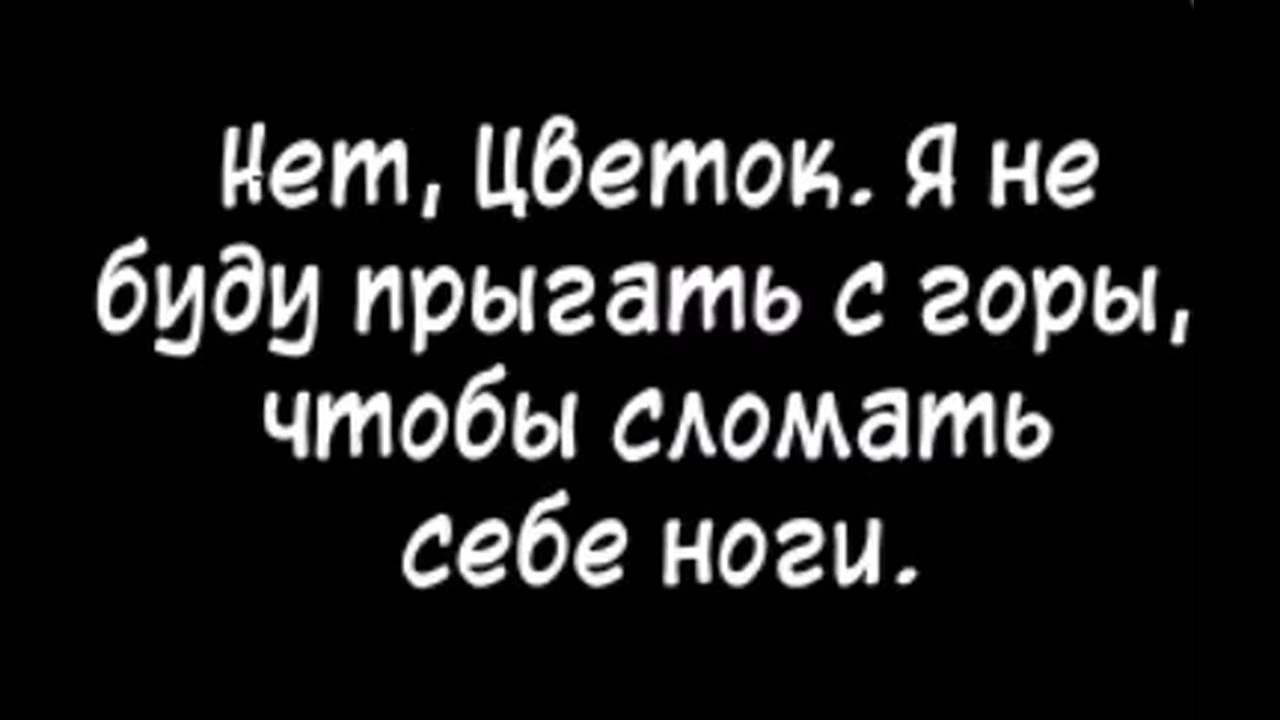 Нет, Цветок. Я не
буду прыгать с горы,
чтобы сломать
себе ноги.